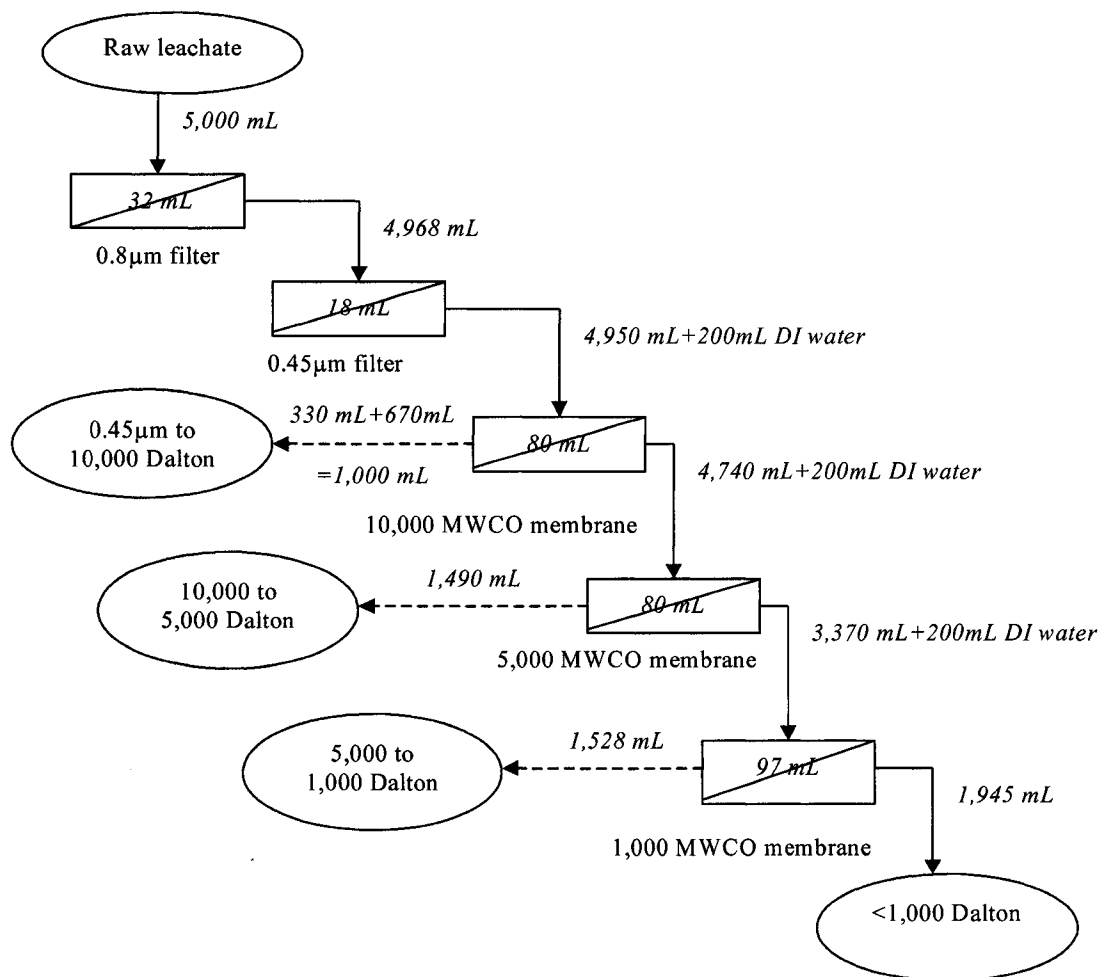 Raw leachate
5,000 mL
32 mL
0.8μm filter
4,968 mL
18 mL
0.45μm filter
4,950 mL+200mL DI water
0.45μm to
10,000 Dalton
330 mL+670mL
=1,000 mL
80 mL
10,000 MWCO membrane
4,740 mL+200mL DI water
10,000 to
5,000 Dalton
1,490 mL
80 mL
5,000 MWCO membrane
3,370 mL+200mL DI water
5,000 to
1,000 Dalton
1,528 mL
97 mL
1,000 MWCO membrane
1,945 mL
<1,000 Dalton